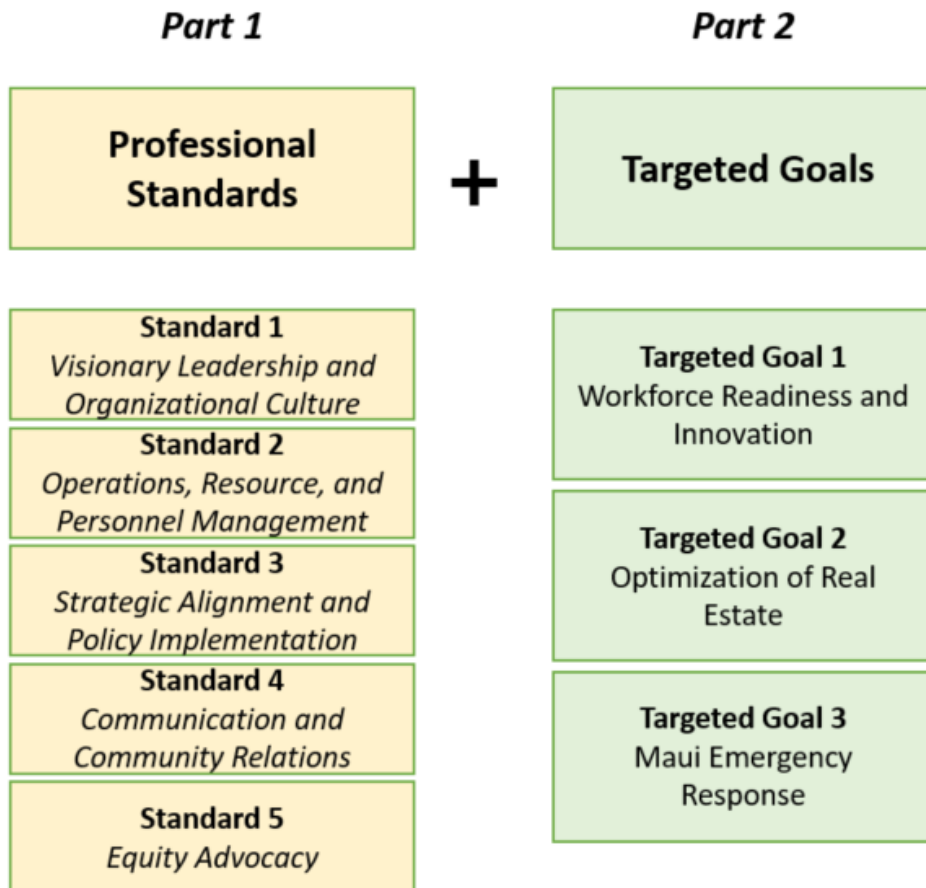 Part 1
Professional
Standards
Standard 1
Visionary Leadership and
Organizational Culture
Standard 2
Operations, Resource, and
Personnel Management
Standard 3
Strategic Alignment and
Policy Implementation
Standard 4
Communication and
Community Relations
Standard 5
Equity Advocacy
+
Part 2
Targeted Goals
Targeted Goal 1
Workforce Readiness and
Innovation
Targeted Goal 2
Optimization of Real
Estate
Targeted Goal 3
Maui Emergency
Response